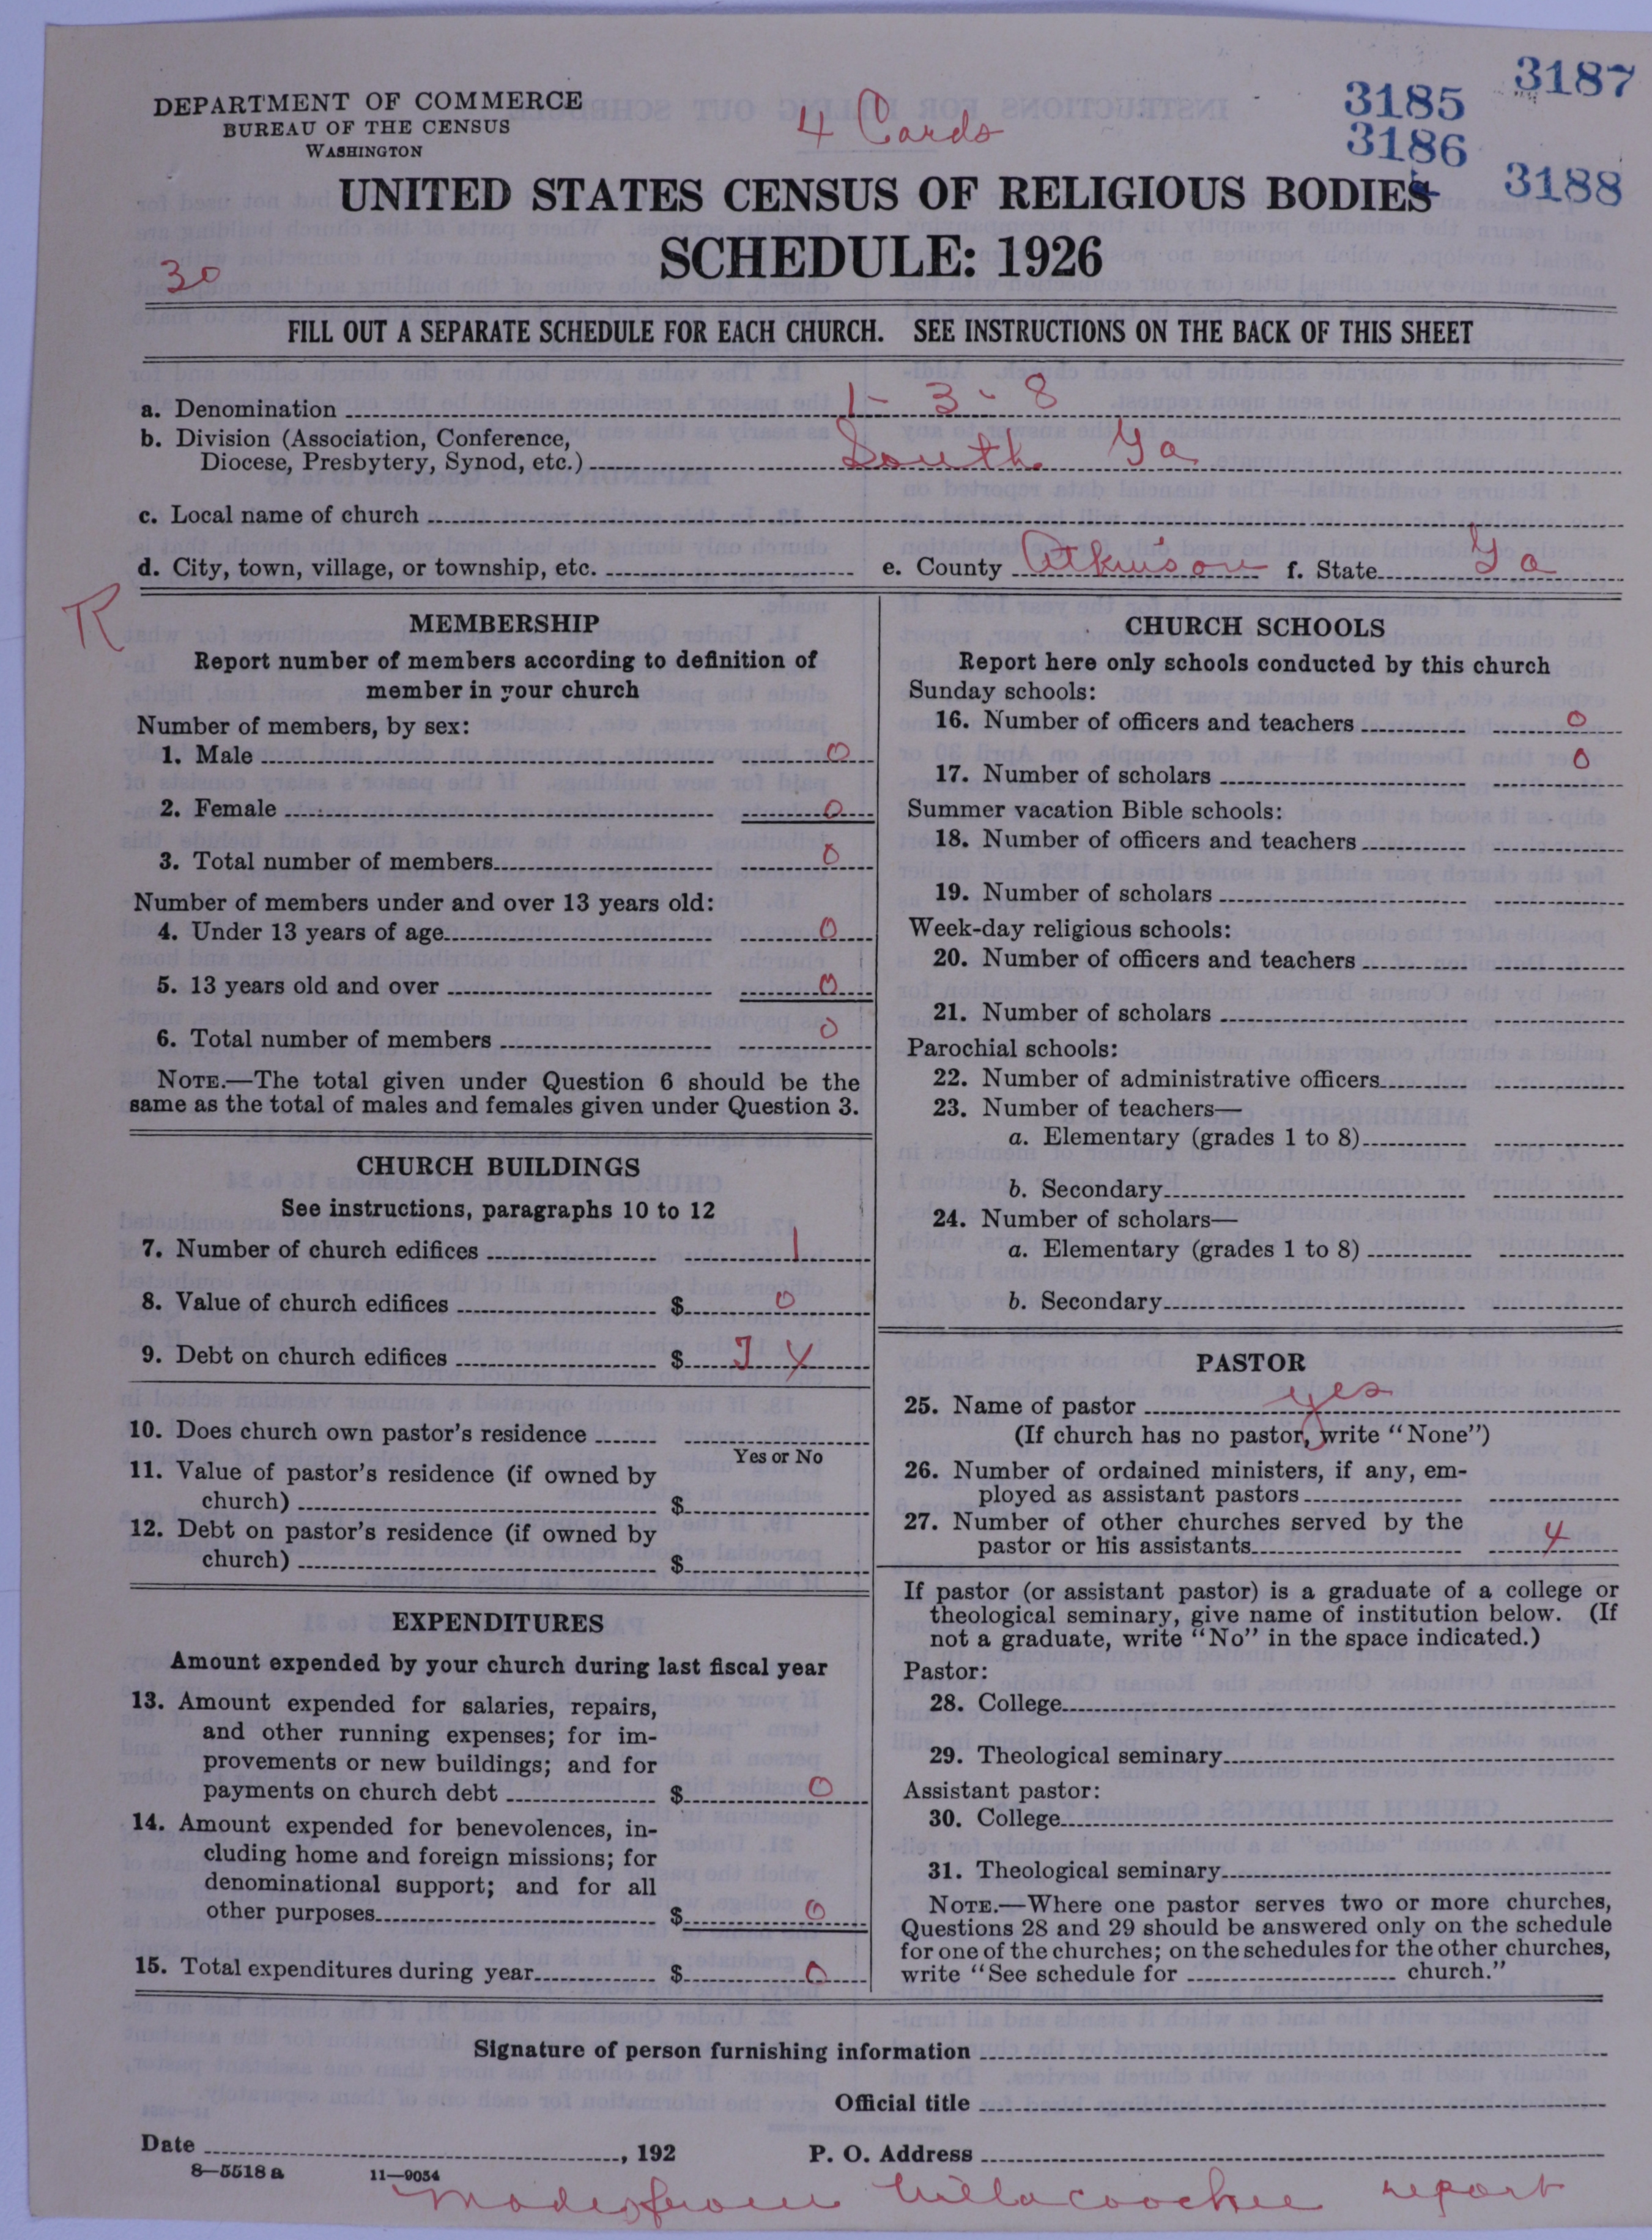 DEPARTMENT OF COMMERCE
BUREAU OF THE CENSUS
WASHINGTON
4 Cards
3185
3187
3186
3188
UNITED STATES CENSUS OF RELIGIOUS BODIES
SCHEDULE: 1926
30
FILL OUT A SEPARATE SCHEDULE FOR EACH CHURCH. SEE INSTRUCTIONS ON THE BACK OF THIS SHEET
a. Denomination 1 - 3 - 8
b. Division (Association, Conference,
Diocese, Presbytery, Synod, etc.) South Ga
c. Local name of church
d. City, town, village, or township, etc. e. County Atkinson f. State Ga
R
MEMBERSHIP
Report number of members according to definition of
member in your church
Number of members, by sex:
1. Male 0
2. Female 0
3. Total number of members 0
Number of members under and over 13 years old:
4. Under 13 years of age 0
5. 13 years old and over 0
6. Total number of members 0
NOTE.—The total given under Question 6 should be the
same as the total of males and females given under Question 3.
CHURCH BUILDINGS
See instructions, paragraphs 10 to 12
7. Number of church edifices 1
8. Value of church edifices $ 0
9. Debt on church edifices $
10. Does church own pastor's residence
Yes or No
11. Value of pastor's residence (if owned by
church) $
12. Debt on pastor's residence (if owned by
church) $
EXPENDITURES
Amount expended by your church during last fiscal year
13. Amount expended for salaries, repairs,
and other running expenses; for im-
provements or new buildings; and for
payments on church debt $ 0
14. Amount expended for benevolences, in-
cluding home and foreign missions; for
denominational support; and for all
other purposes $ 0
15. Total expenditures during year $ 0
CHURCH SCHOOLS
Report here only schools conducted by this church
Sunday schools:
16. Number of officers and teachers 0
17. Number of scholars 0
Summer vacation Bible schools:
18. Number of officers and teachers
19. Number of scholars
Week-day religious schools:
20. Number of officers and teachers
21. Number of scholars
Parochial schools:
22. Number of administrative officers
23. Number of teachers—
a. Elementary (grades 1 to 8)
b. Secondary
24. Number of scholars—
a. Elementary (grades 1 to 8)
b. Secondary
PASTOR
25. Name of pastor yes
(If church has no pastor, write "None")
26. Number of ordained ministers, if any, em-
ployed as assistant pastors
27. Number of other churches served by the
pastor or his assistants 4
If pastor (or assistant pastor) is a graduate of a college or
theological seminary, give name of institution below. (If
not a graduate, write "No" in the space indicated.)
Pastor:
28. College
29. Theological seminary
Assistant pastor:
30. College
31. Theological seminary
NOTE.—Where one pastor serves two or more churches,
Questions 28 and 29 should be answered only on the schedule
for one of the churches; on the schedules for the other churches,
write "See schedule for church."
Signature of person furnishing information
Official title
Date , 192 P. O. Address
8—5518 a 11—9054
Made from Willacoochee report